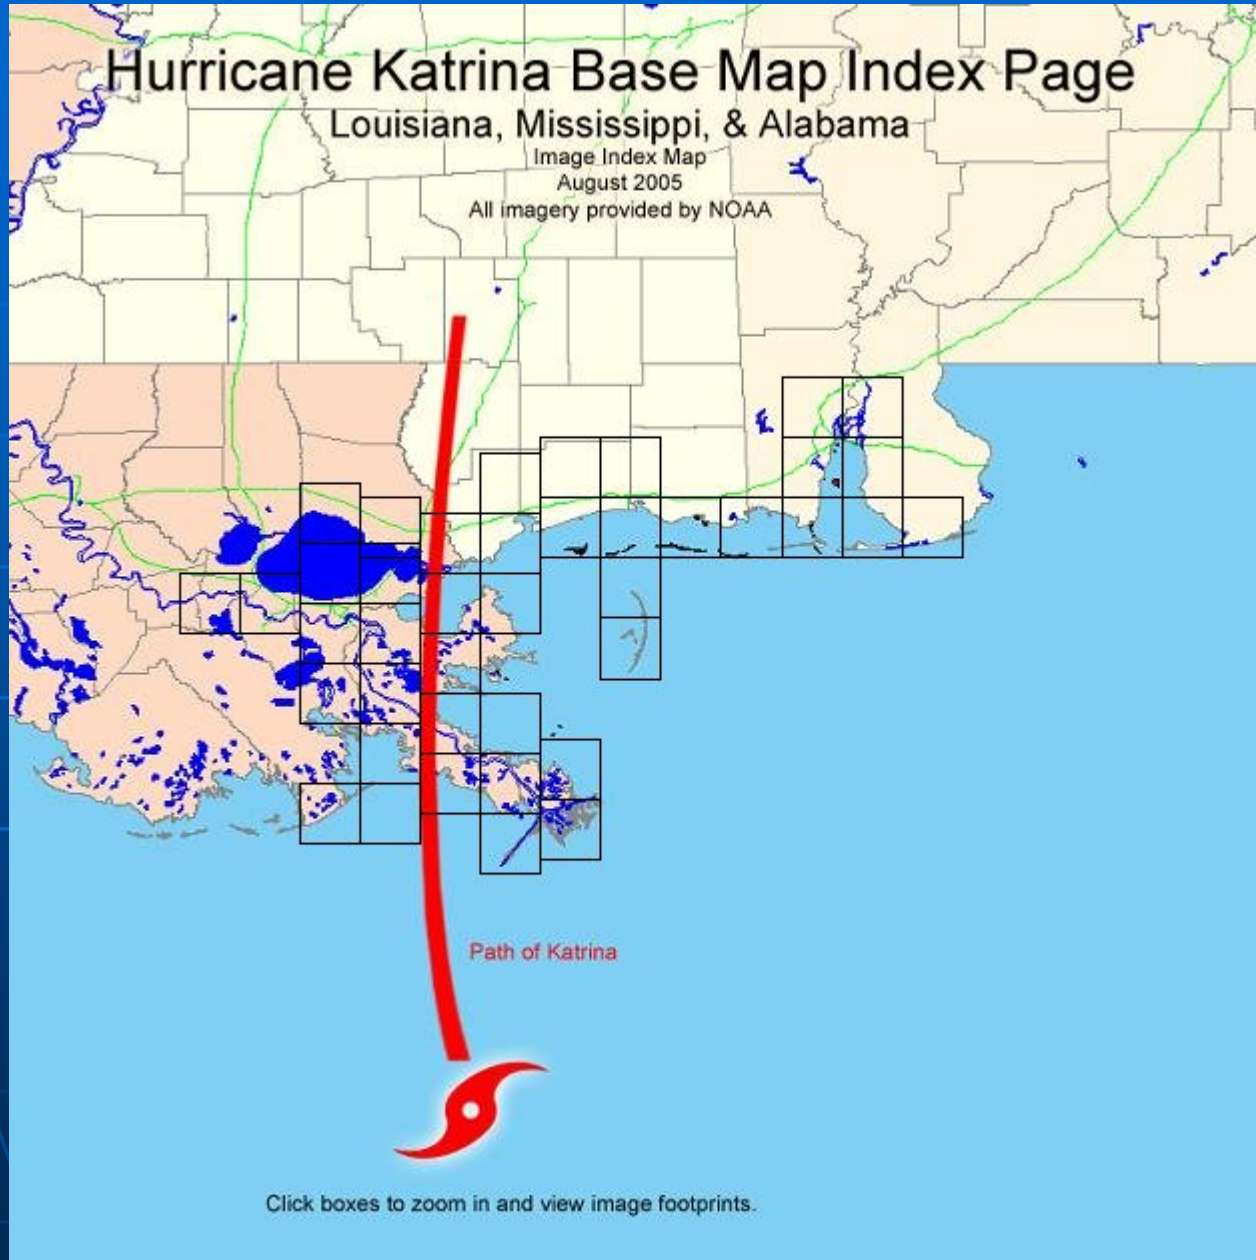 Hurricane Katrina Base Map Index Page
Louisiana, Mississippi, & Alabama
Image Index Map
August 2005
All imagery provided by NOAA
Path of Katrina
Click boxes to zoom in and view image footprints.